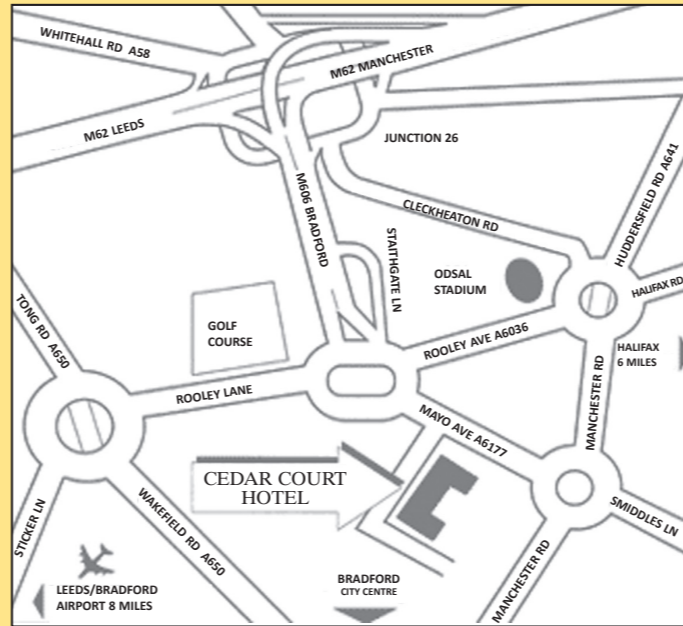 WHITEHALL RD A58
M62 MANCHESTER
M62 LEEDS
JUNCTION 26
M606 BRADFORD
CLECKHEATON RD
HUDDERSFIELD RD A641
STAITHGATE LN
ODSAL
STADIUM
HALIFAX RD
TONG RD A650
GOLF
COURSE
ROOLEY AVE A6036
HALIFAX
6 MILES
ROOLEY LANE
MANCHESTER RD
MAYO AVE A6177
CEDAR COURT
HOTEL
STICKER LN
WAKEFIELD RD A650
SMIDDLES LN
MANCHESTER RD
LEEDS/BRADFORD
AIRPORT 8 MILES
BRADFORD
CITY CENTRE